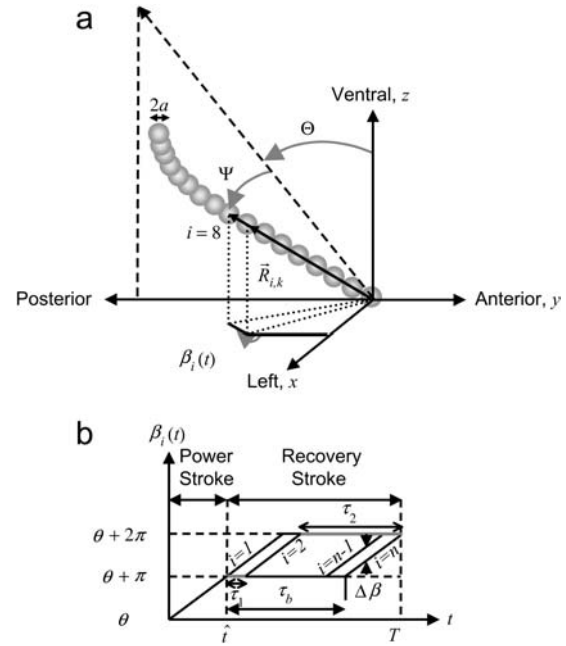 a
Ventral, z
2a
Θ
Ψ
i = 8
R⃗i,k
Posterior
Anterior, y
βi(t)
Left, x
b
βi(t)
Power Stroke
Recovery Stroke
τ2
θ + 2π
i=1
i=2
i=n-1
i=n
θ + π
τ1
τb
Δβ
θ
t̂
T
t